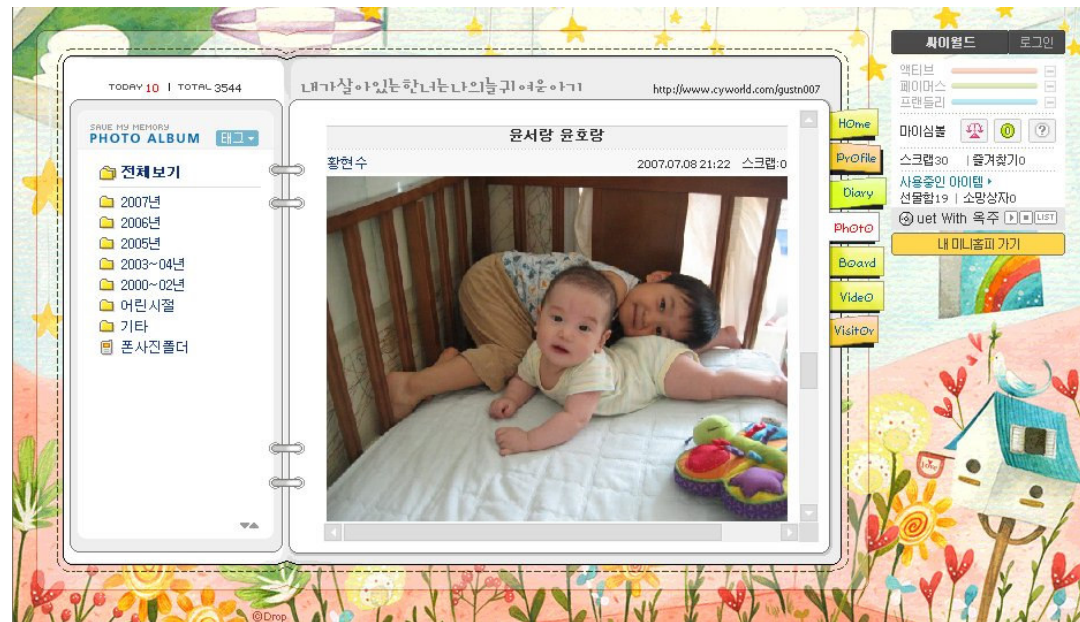 TODAY 10 | TOTAL 3544
내가살아있는한너는나의늘귀여운아기
http://www.cyworld.com/gustn007
SAVE MY MEMORY
PHOTO ALBUM 태그
전체보기
2007년
2006년
2005년
2003~04년
2000~02년
어린시절
기타
폰사진폴더
윤서랑 윤호랑
황현수 2007.07.08 21:22 스크랩:0
Home
Profile
Diary
Photo
Board
Video
Visitor
싸이월드 로그인
액티브
페이머스
프랜들리
마이심볼 0 ?
스크랩30 | 즐겨찾기0
사용중인 아이템
선물함19 | 소망상자0
uet With 옥주 LIST
내 미니홈피 가기
©Drop